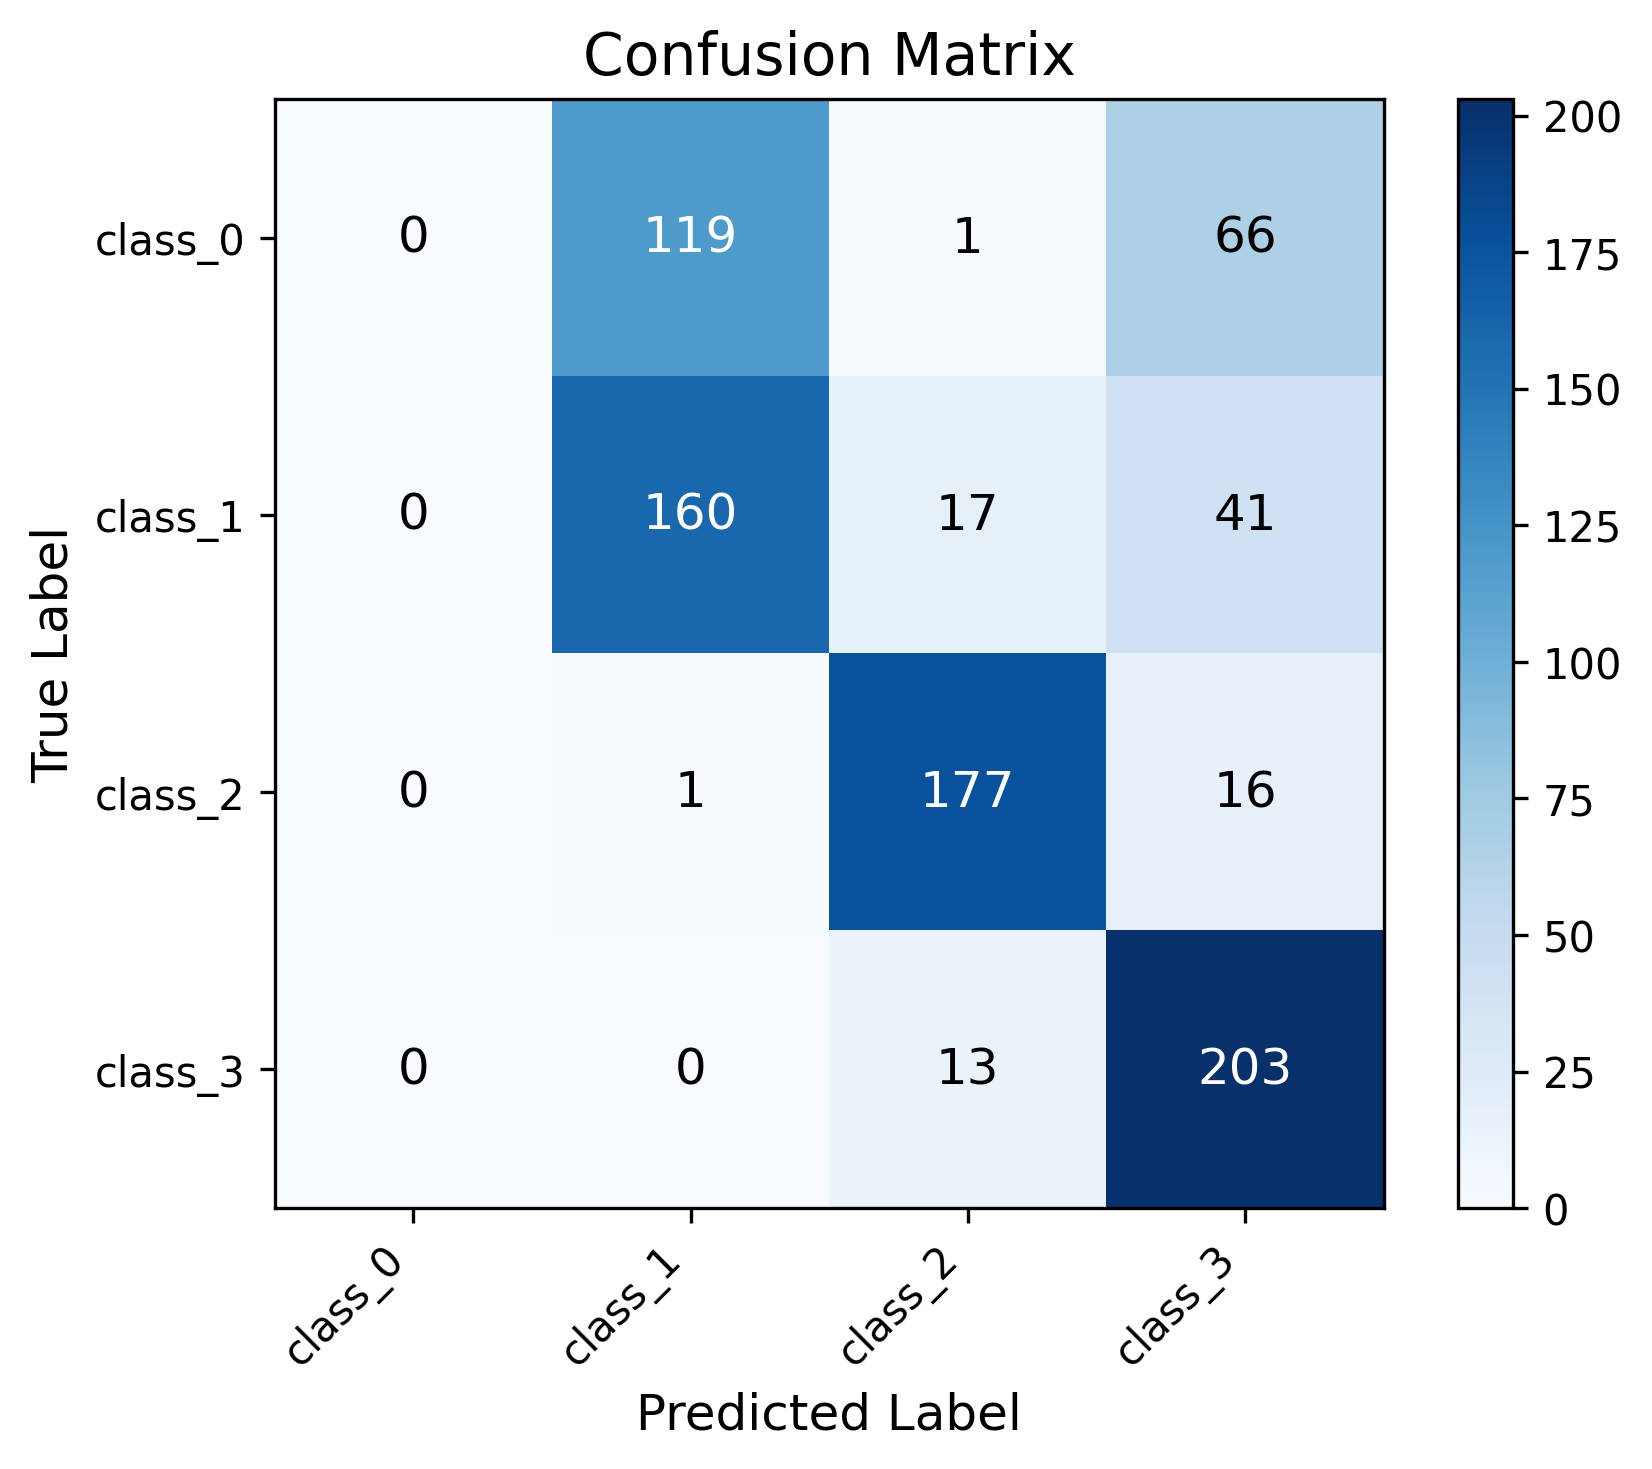 Confusion Matrix
class_0 0 119 1 66
class_1 0 160 17 41
class_2 0 1 177 16
class_3 0 0 13 203
class_0 class_1 class_2 class_3
Predicted Label
True Label
200
175
150
125
100
75
50
25
0